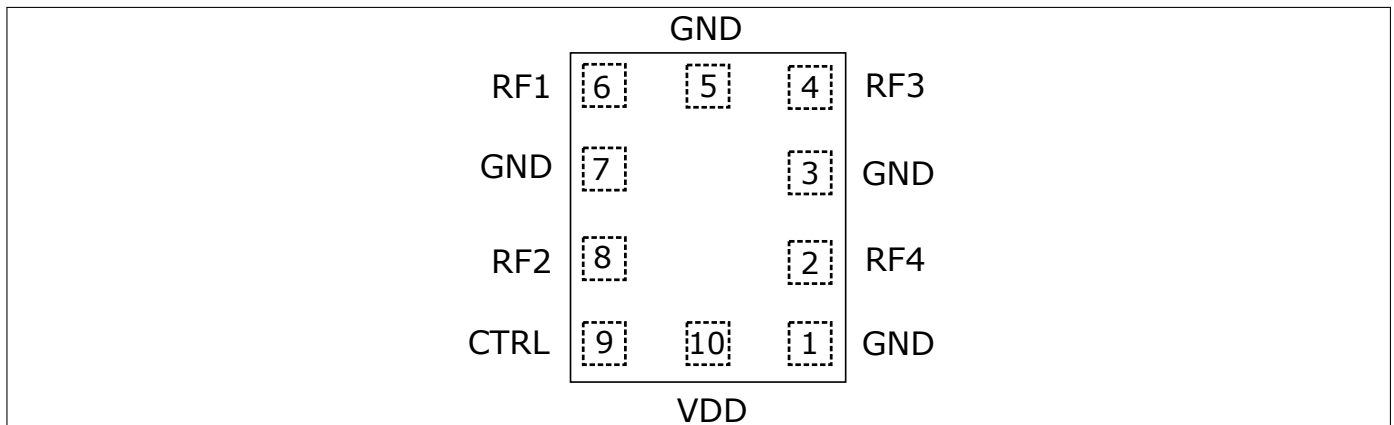 GND
RF1 6 5 4 RF3
GND 7 3 GND
RF2 8 2 RF4
CTRL 9 10 1 GND
VDD